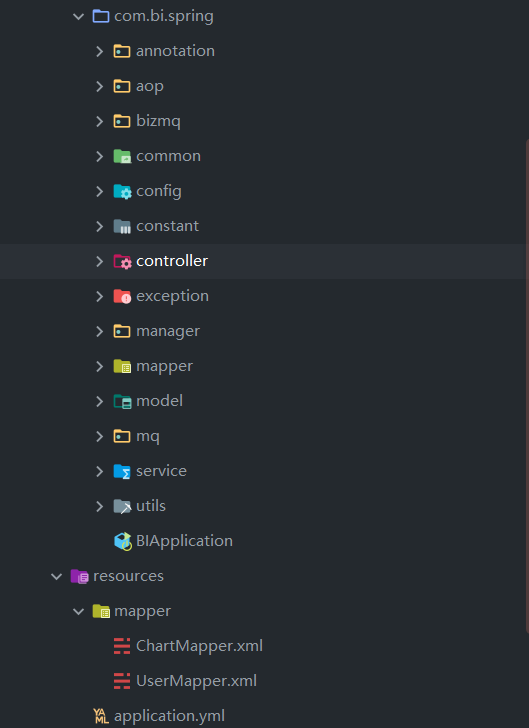 com.bi.spring
annotation
aop
bizmq
common
config
constant
controller
exception
manager
mapper
model
mq
service
utils
BIApplication
resources
mapper
ChartMapper.xml
UserMapper.xml
application.yml